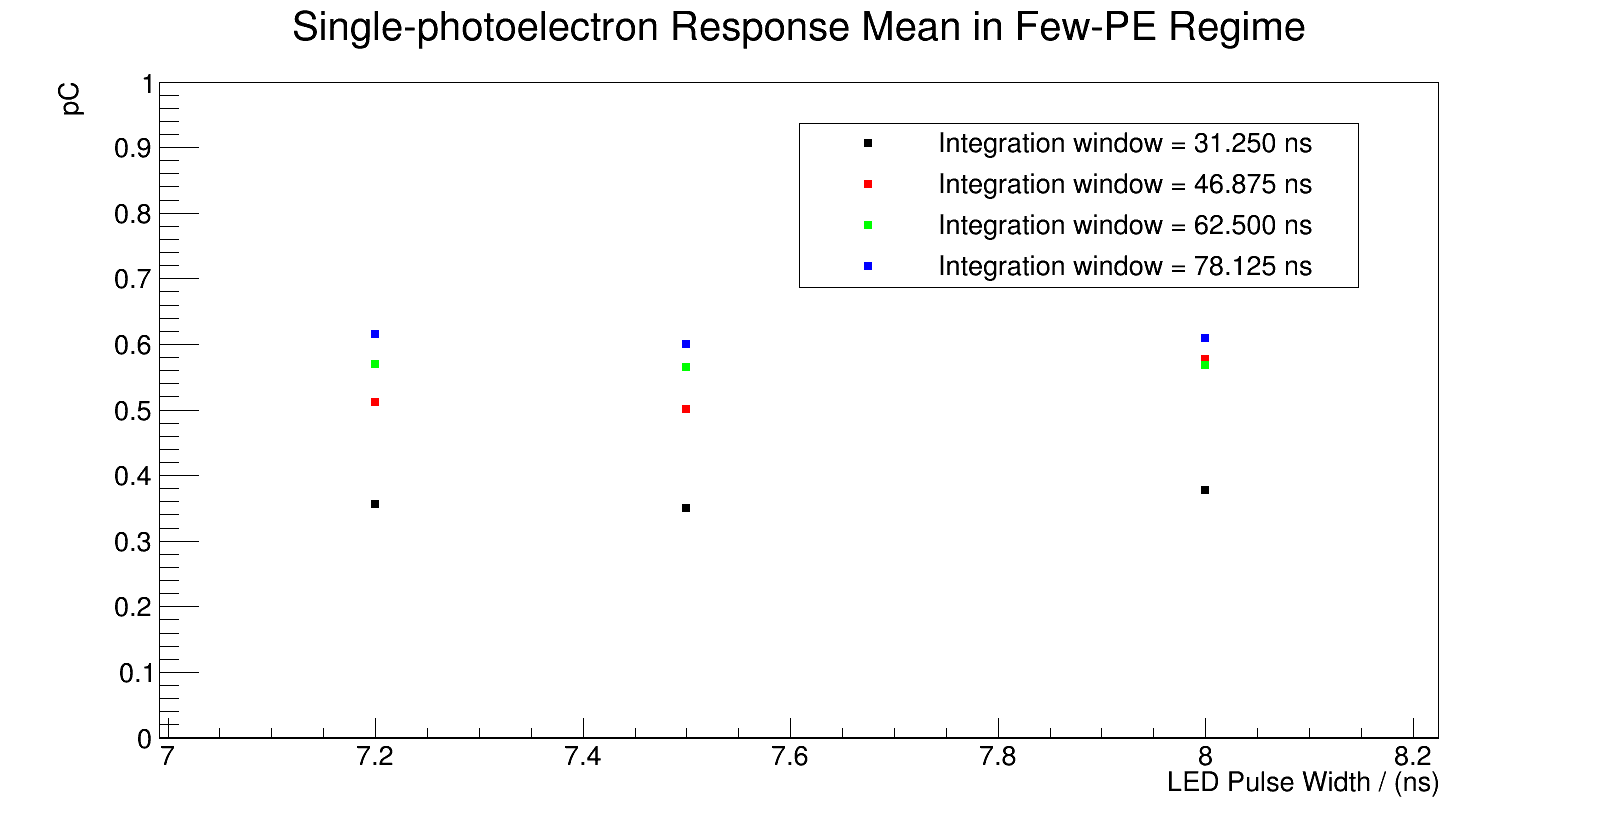 Single-photoelectron Response Mean in Few-PE Regime
pC
1
0.9
0.8
0.7
0.6
0.5
0.4
0.3
0.2
0.1
0
Integration window = 31.250 ns
Integration window = 46.875 ns
Integration window = 62.500 ns
Integration window = 78.125 ns
7 7.2 7.4 7.6 7.8 8 8.2
LED Pulse Width / (ns)